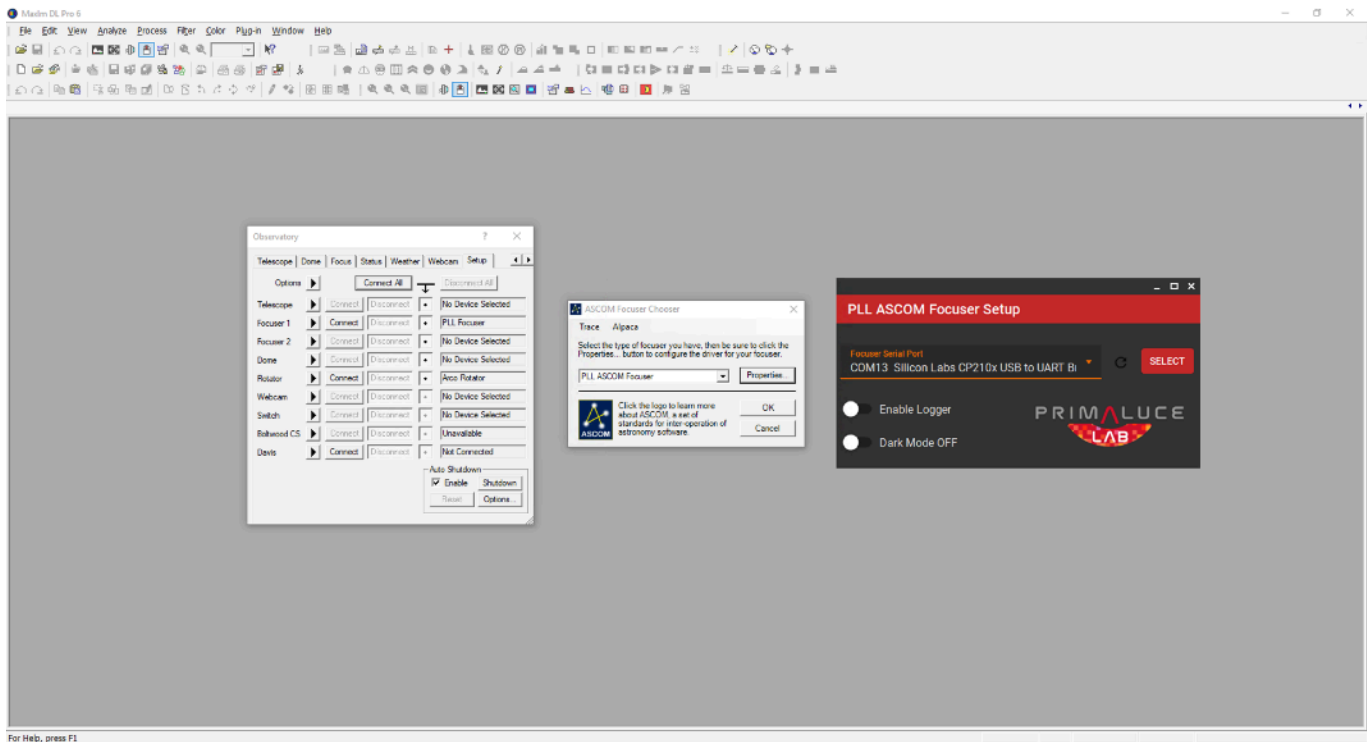 MaxIm DL Pro 6
File Edit View Analyze Process Filter Color Plug-in Window Help
Observatory
Telescope Dome Focus Status Weather Webcam Setup
Options Connect All Disconnect All
Telescope Connect Disconnect No Device Selected
Focuser 1 Connect Disconnect PLL Focuser
Focuser 2 Connect Disconnect No Device Selected
Dome Connect Disconnect No Device Selected
Rotator Connect Disconnect Arco Rotator
Webcam Connect Disconnect No Device Selected
Switch Connect Disconnect No Device Selected
Boltwood CS Connect Disconnect Unavailable
Davis Connect Disconnect Not Connected
Auto Shutdown
Enable Shutdown
Reset Options...
ASCOM Focuser Chooser
Trace Alpaca
Select the type of focuser you have, then be sure to click the
Properties... button to configure the driver for your focuser.
PLL ASCOM Focuser Properties...
Click the logo to learn more
about ASCOM, a set of
standards for inter-operation of
astronomy software.
ASCOM
OK
Cancel
PLL ASCOM Focuser Setup
Focuser Serial Port
COM13 Silicon Labs CP210x USB to UART Bri
SELECT
Enable Logger
Dark Mode OFF
PRIMALUCE
LAB
For Help, press F1